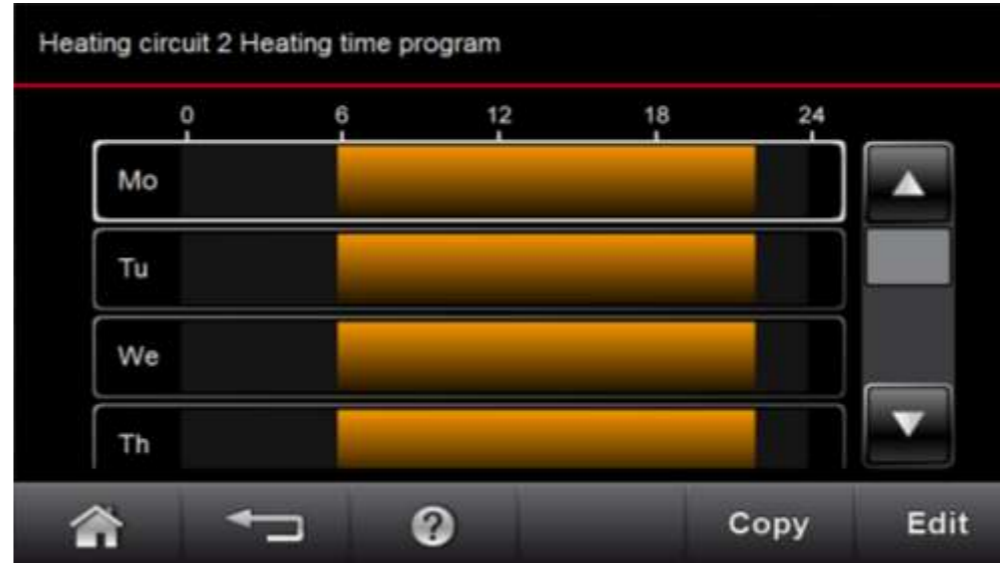 Heating circuit 2 Heating time program
0 6 12 18 24
Mo
Tu
We
Th
? Copy Edit